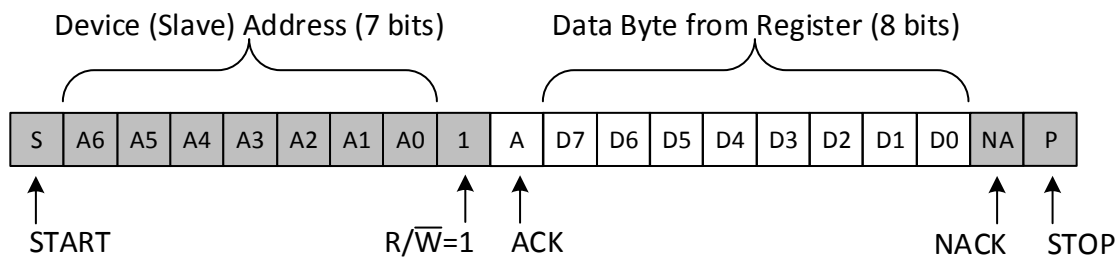 Device (Slave) Address (7 bits) Data Byte from Register (8 bits)
S A6 A5 A4 A3 A2 A1 A0 1 A D7 D6 D5 D4 D3 D2 D1 D0 NA P
START R/W̅=1 ACK NACK STOP